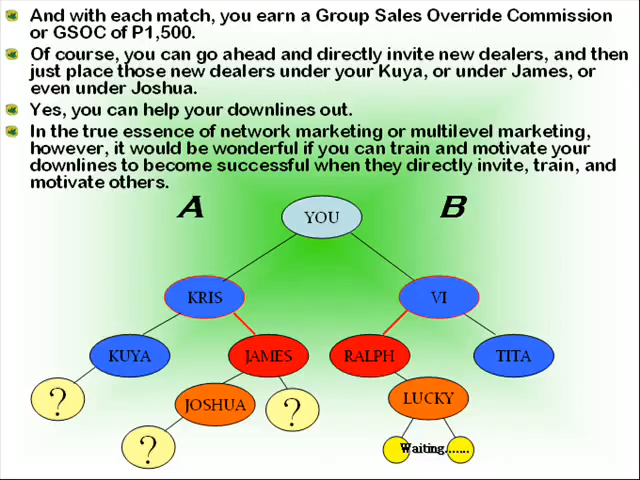 And with each match, you earn a Group Sales Override Commission
or GSOC of P1,500.
Of course, you can go ahead and directly invite new dealers, and then
just place those new dealers under your Kuya, or under James, or
even under Joshua.
Yes, you can help your downlines out.
In the true essence of network marketing or multilevel marketing,
however, it would be wonderful if you can train and motivate your
downlines to become successful when they directly invite, train, and
motivate others.
A B
YOU
KRIS VI
KUYA JAMES RALPH TITA
? JOSHUA ? LUCKY
? Waiting.......